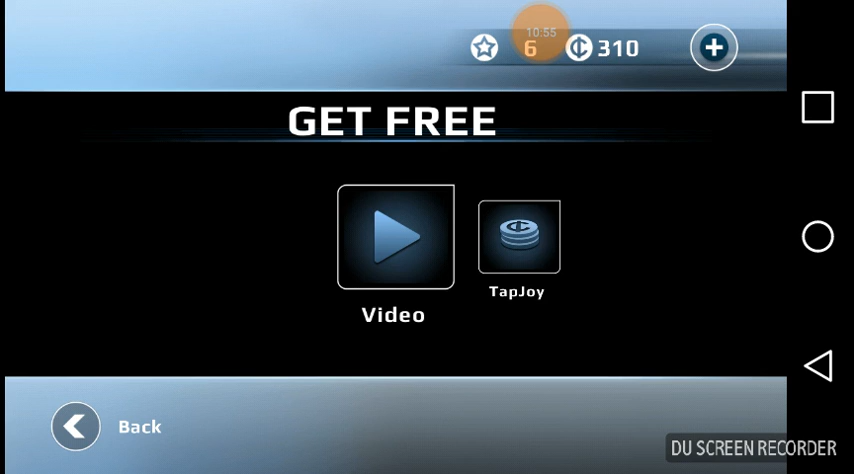 10:55
6 310
GET FREE
Video
TapJoy
Back
DU SCREEN RECORDER